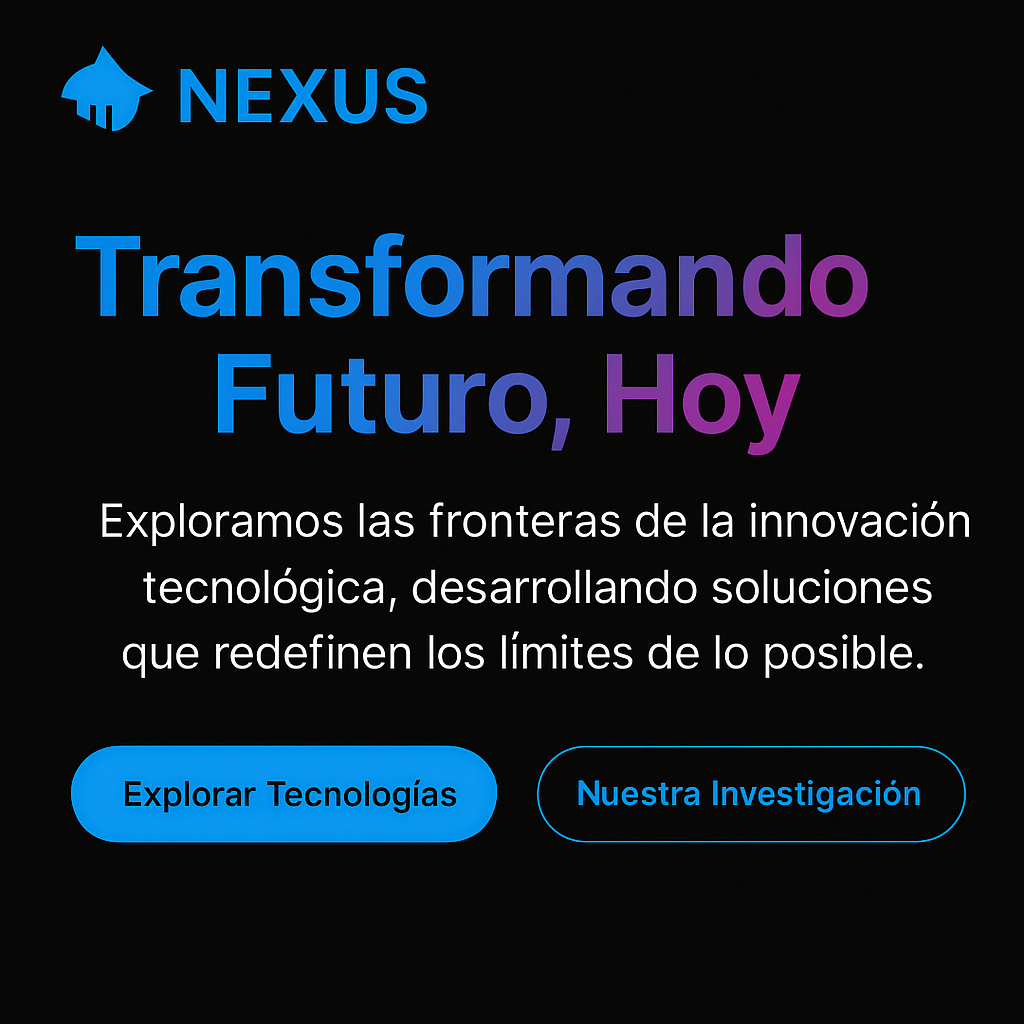 NEXUS
Transformando
Futuro, Hoy
Exploramos las fronteras de la innovación
tecnológica, desarrollando soluciones
que redefinen los límites de lo posible.
Explorar Tecnologías
Nuestra Investigación